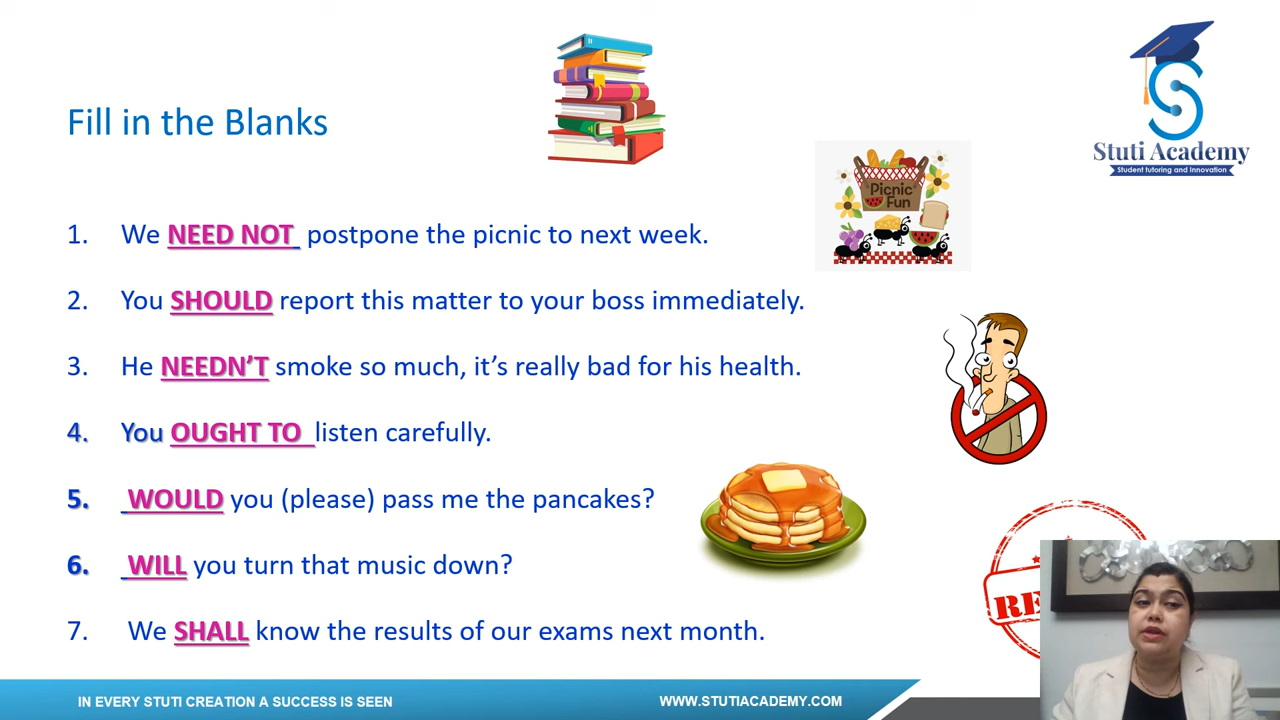 Fill in the Blanks
Stuti Academy
Student tutoring and Innovation
Picnic
Fun
1. We NEED NOT postpone the picnic to next week.
2. You SHOULD report this matter to your boss immediately.
3. He NEEDN'T smoke so much, it's really bad for his health.
4. You OUGHT TO listen carefully.
5. WOULD you (please) pass me the pancakes?
6. WILL you turn that music down?
7. We SHALL know the results of our exams next month.
IN EVERY STUTI CREATION A SUCCESS IS SEEN
WWW.STUTIACADEMY.COM